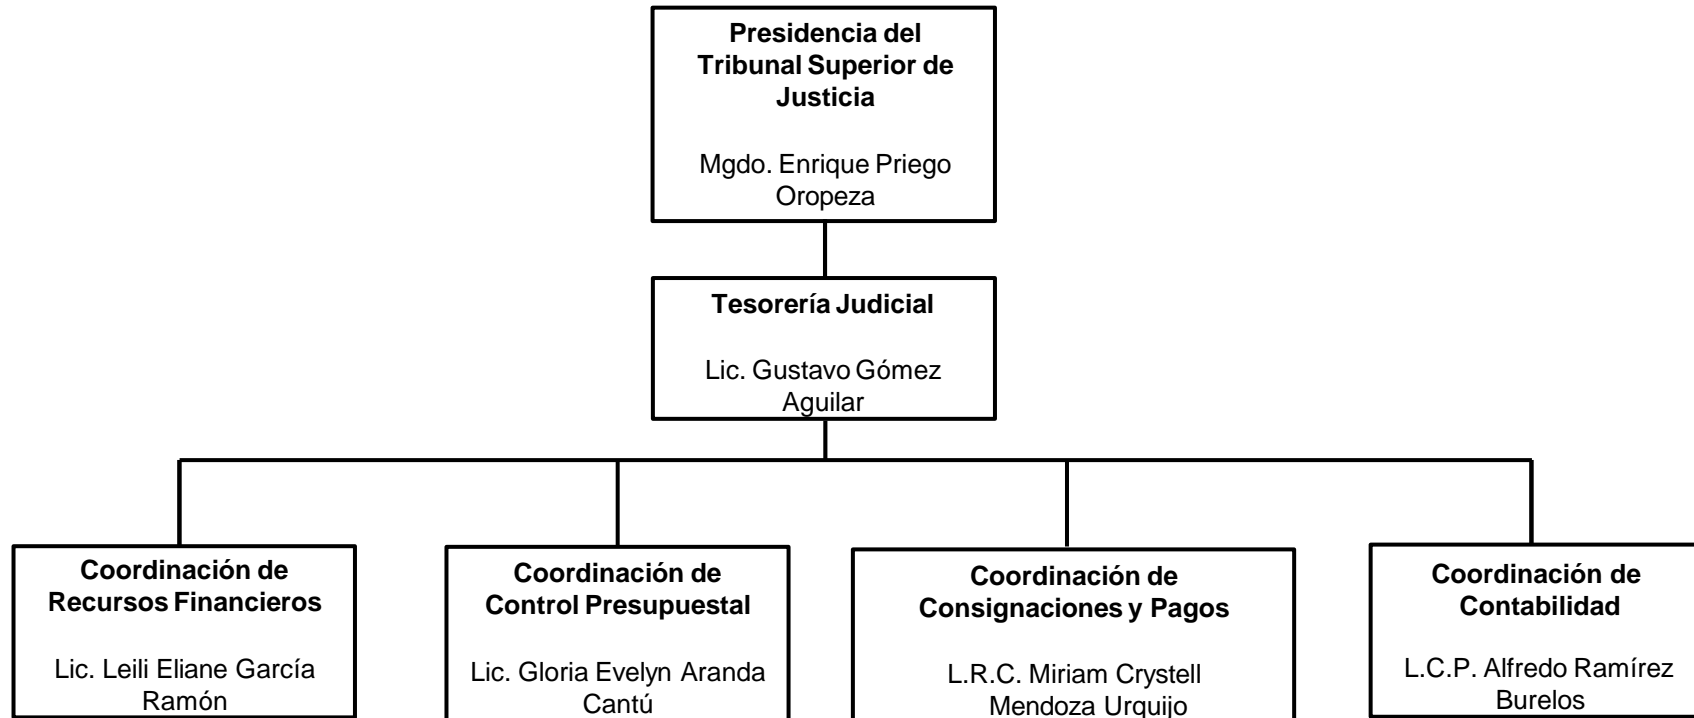 Presidencia del
Tribunal Superior de
Justicia
Mgdo. Enrique Priego
Oropeza
Tesorería Judicial
Lic. Gustavo Gómez
Aguilar
Coordinación de
Recursos Financieros
Lic. Leili Eliane García
Ramón
Coordinación de
Control Presupuestal
Lic. Gloria Evelyn Aranda
Cantú
Coordinación de
Consignaciones y Pagos
L.R.C. Miriam Crystell
Mendoza Urquijo
Coordinación de
Contabilidad
L.C.P. Alfredo Ramírez
Burelos